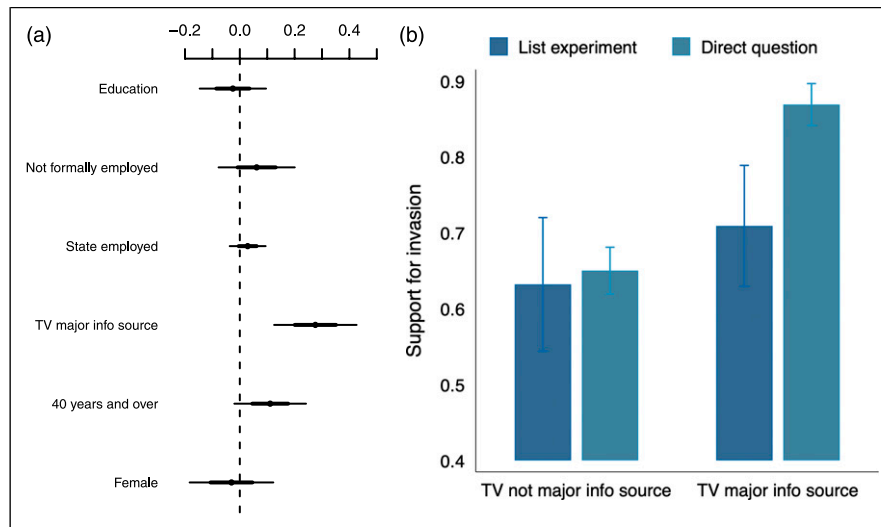 (a)
−0.2 0.0 0.2 0.4
Education
Not formally employed
State employed
TV major info source
40 years and over
Female
(b)
List experiment Direct question
Support for invasion
0.9
0.8
0.7
0.6
0.5
0.4
TV not major info source TV major info source